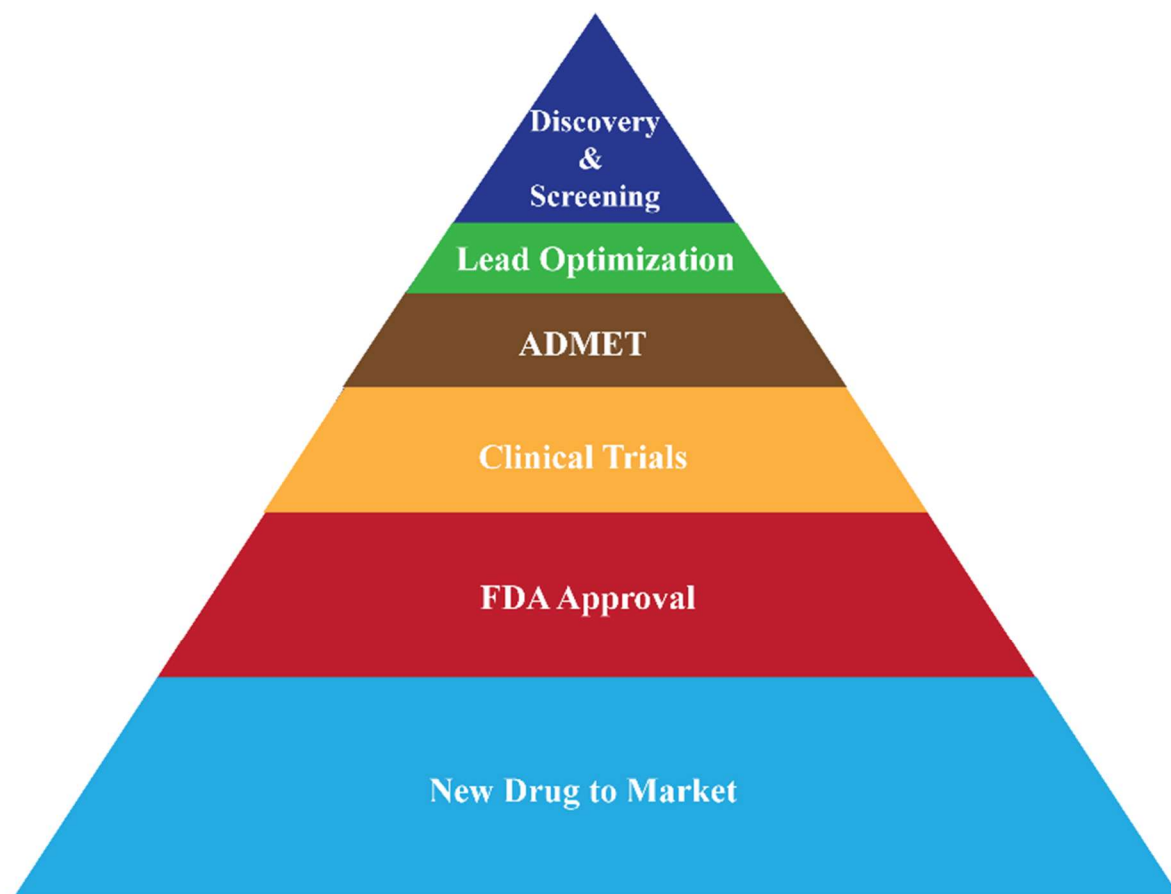 Discovery
&
Screening
Lead Optimization
ADMET
Clinical Trials
FDA Approval
New Drug to Market